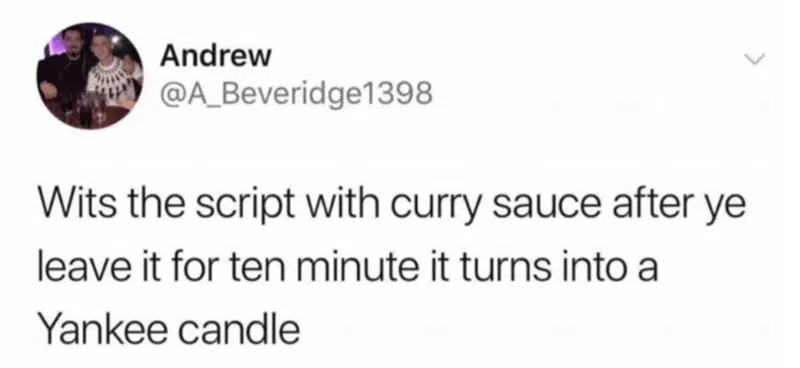 Andrew
@A_Beveridge1398
Wits the script with curry sauce after ye
leave it for ten minute it turns into a
Yankee candle